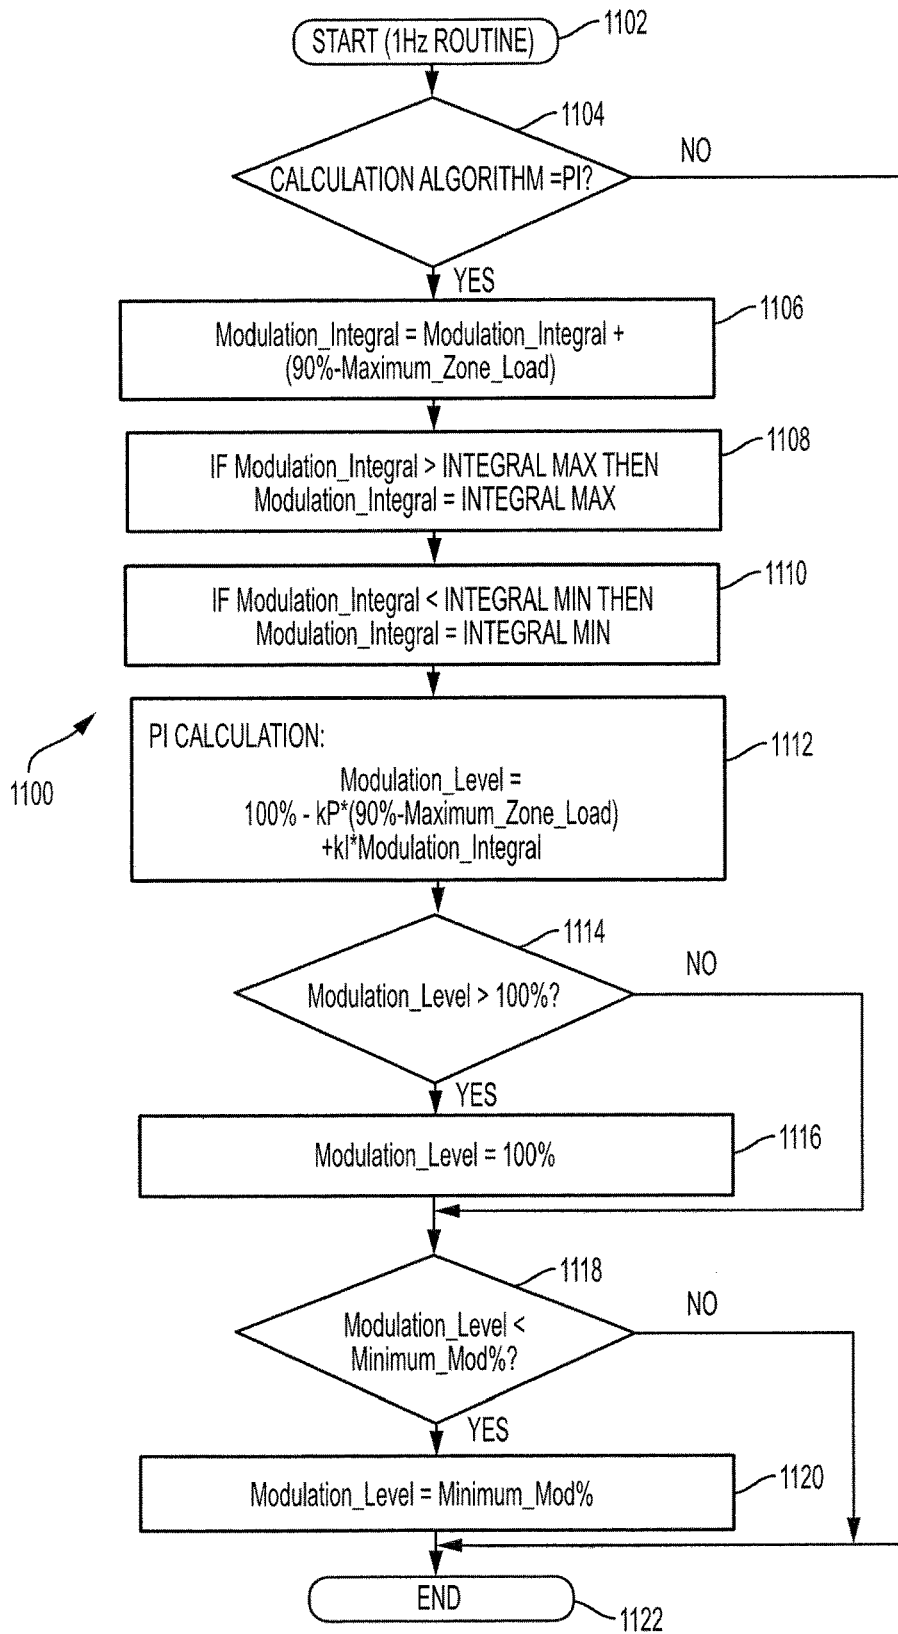 START (1Hz ROUTINE)
1102
1104
CALCULATION ALGORITHM =PI?
NO
YES
1106
Modulation_Integral = Modulation_Integral +
(90%-Maximum_Zone_Load)
1108
IF Modulation_Integral > INTEGRAL MAX THEN
Modulation_Integral = INTEGRAL MAX
1110
IF Modulation_Integral < INTEGRAL MIN THEN
Modulation_Integral = INTEGRAL MIN
1100
1112
PI CALCULATION:
Modulation_Level =
100% - kP*(90%-Maximum_Zone_Load)
+kI*Modulation_Integral
1114
Modulation_Level > 100%?
NO
YES
1116
Modulation_Level = 100%
1118
Modulation_Level <
Minimum_Mod%?
NO
YES
1120
Modulation_Level = Minimum_Mod%
END
1122